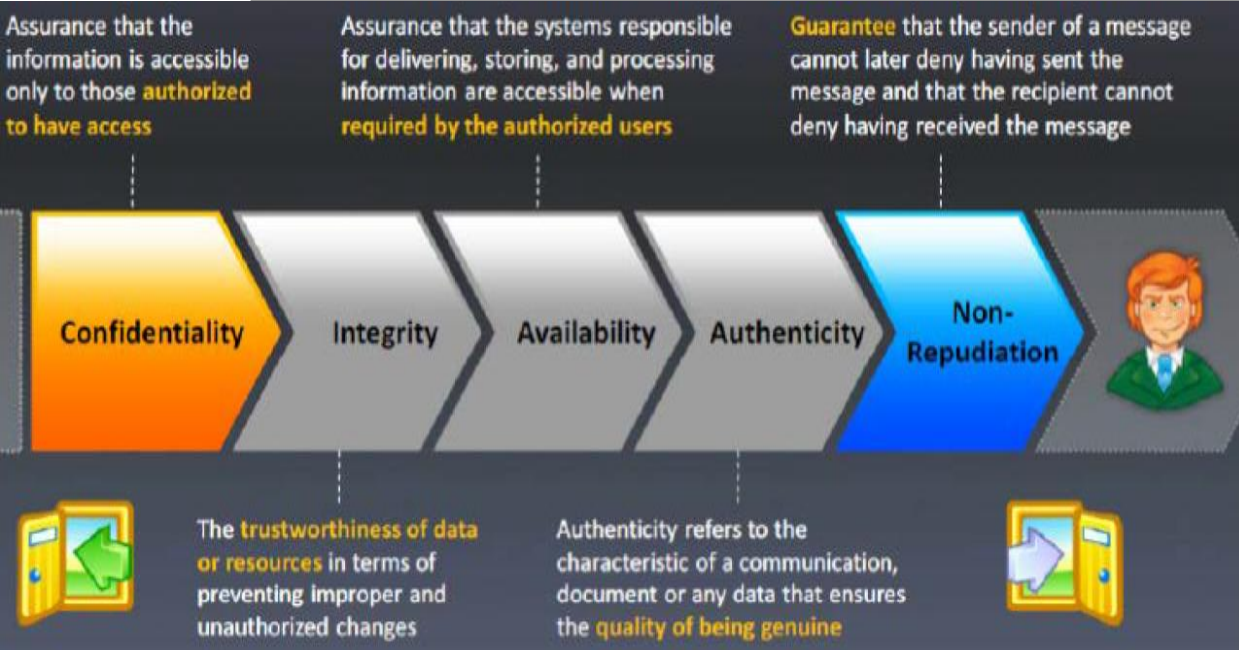 Assurance that the
information is accessible
only to those authorized
to have access
Assurance that the systems responsible
for delivering, storing, and processing
information are accessible when
required by the authorized users
Guarantee that the sender of a message
cannot later deny having sent the
message and that the recipient cannot
deny having received the message
Confidentiality
Integrity
Availability
Authenticity
Non-
Repudiation
The trustworthiness of data
or resources in terms of
preventing improper and
unauthorized changes
Authenticity refers to the
characteristic of a communication,
document or any data that ensures
the quality of being genuine